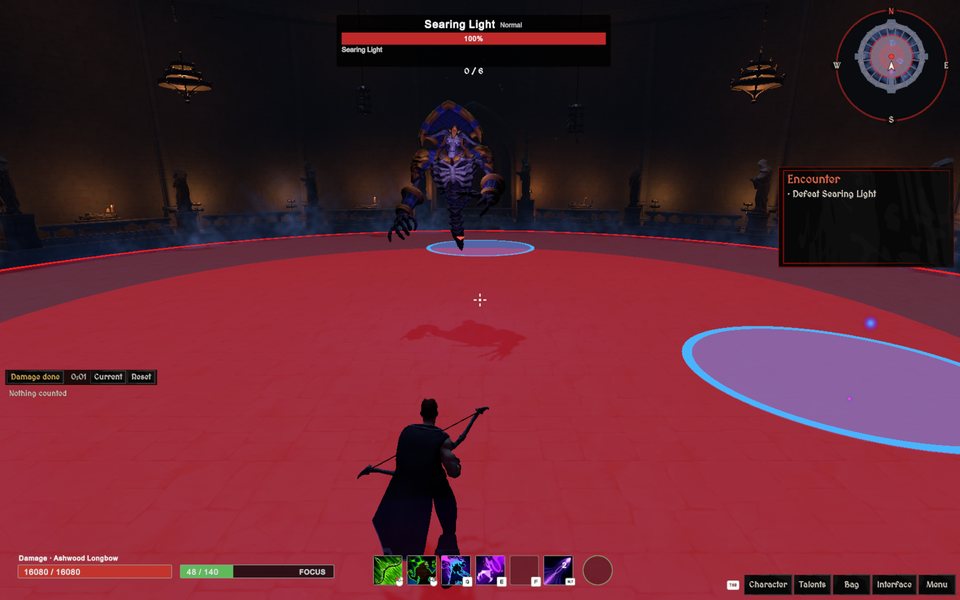 Searing Light Normal
100%
Searing Light
0 / 6
N
W
E
S
Encounter
· Defeat Searing Light
Damage done 0:01 Current Reset
Nothing counted
Damage · Ashwood Longbow
16080 / 16080
48 / 140 FOCUS
Q
E
F
TAB
Character
Talents
Bag
Interface
Menu